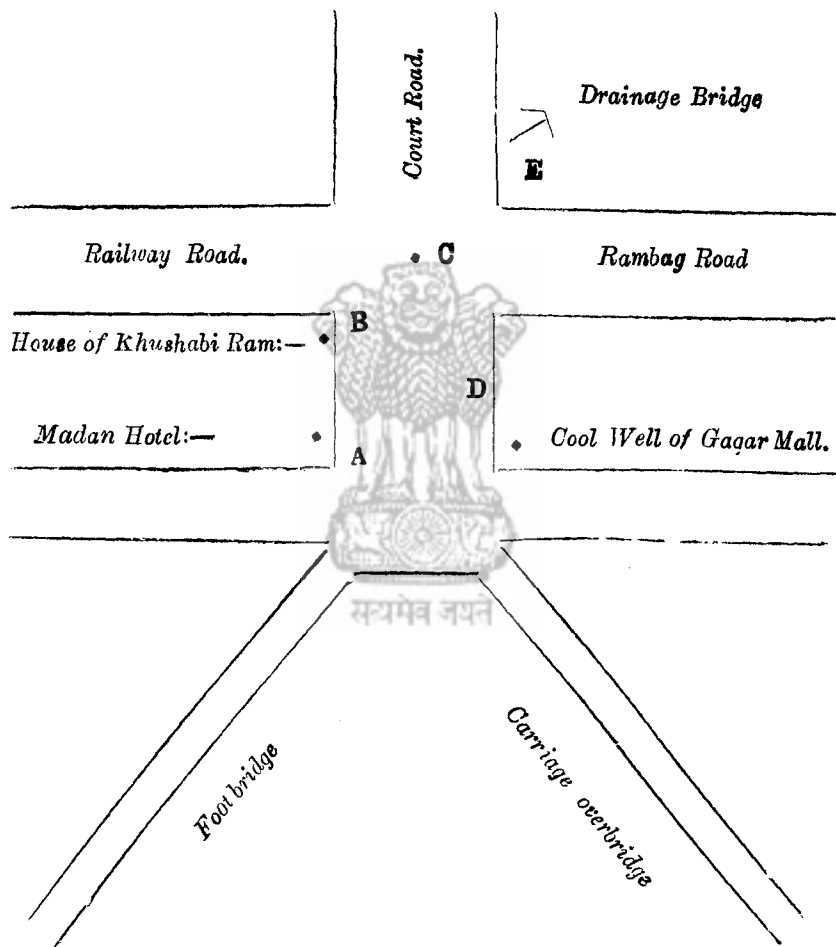 Court Road.
Drainage Bridge
E
Railway Road.
C
Rambag Road
B
House of Khushabi Ram:—
D
Madan Hotel:—
A
Cool Well of Gagar Mall.
सत्यमेव जयते
Foot bridge
Carriage overbridge